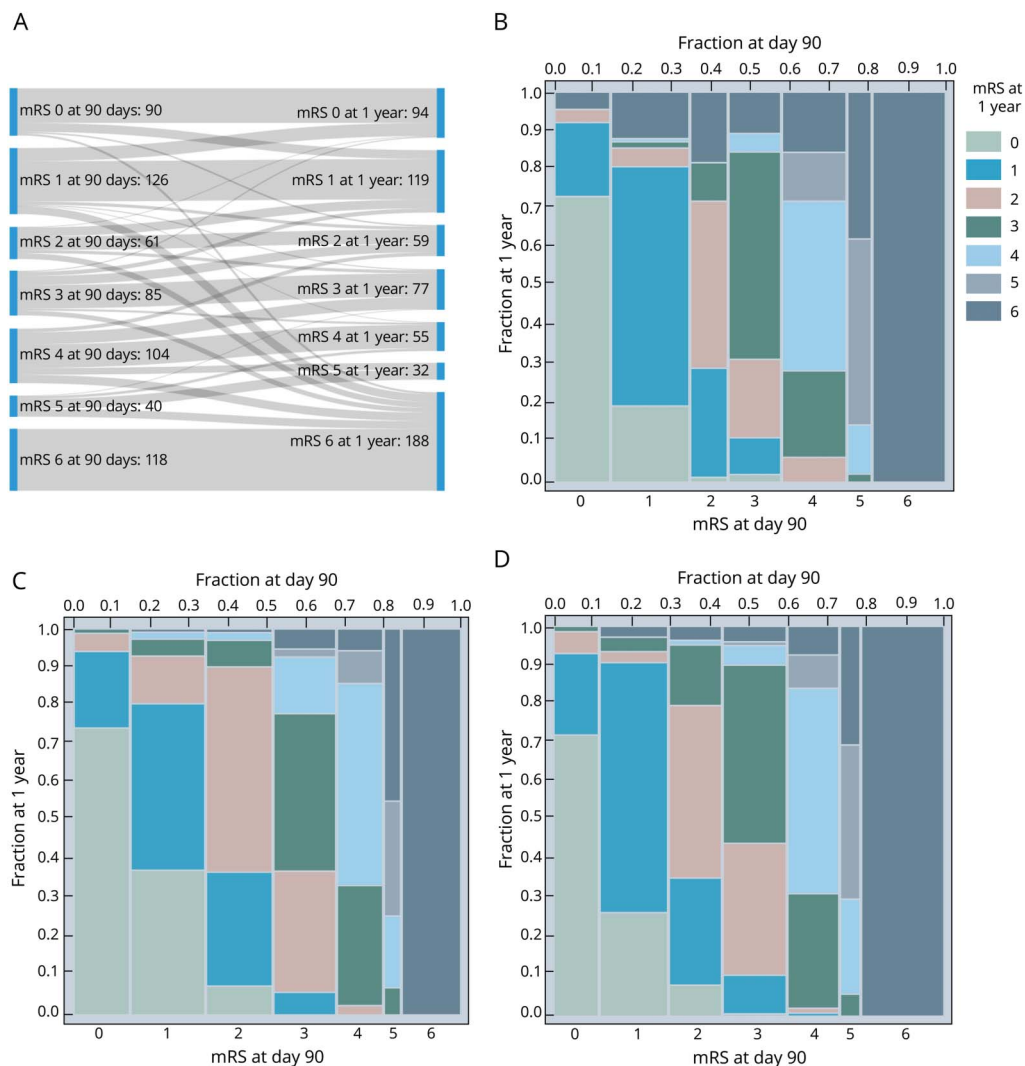 A
mRS 0 at 90 days: 90
mRS 0 at 1 year: 94
mRS 1 at 90 days: 126
mRS 1 at 1 year: 119
mRS 2 at 90 days: 61
mRS 2 at 1 year: 59
mRS 3 at 90 days: 85
mRS 3 at 1 year: 77
mRS 4 at 90 days: 104
mRS 4 at 1 year: 55
mRS 5 at 90 days: 40
mRS 5 at 1 year: 32
mRS 6 at 90 days: 118
mRS 6 at 1 year: 188
B
Fraction at day 90
0.0 0.1 0.2 0.3 0.4 0.5 0.6 0.7 0.8 0.9 1.0
1.0
0.9
0.8
0.7
0.6
0.5
0.4
0.3
0.2
0.1
0.0
Fraction at 1 year
0 1 2 3 4 5 6
mRS at day 90
mRS at
1 year
0
1
2
3
4
5
6
C
Fraction at day 90
0.0 0.1 0.2 0.3 0.4 0.5 0.6 0.7 0.8 0.9 1.0
1.0
0.9
0.8
0.7
0.6
0.5
0.4
0.3
0.2
0.1
0.0
Fraction at 1 year
0 1 2 3 4 5 6
mRS at day 90
D
Fraction at day 90
0.0 0.1 0.2 0.3 0.4 0.5 0.6 0.7 0.8 0.9 1.0
1.0
0.9
0.8
0.7
0.6
0.5
0.4
0.3
0.2
0.1
0.0
Fraction at 1 year
0 1 2 3 4 5 6
mRS at day 90